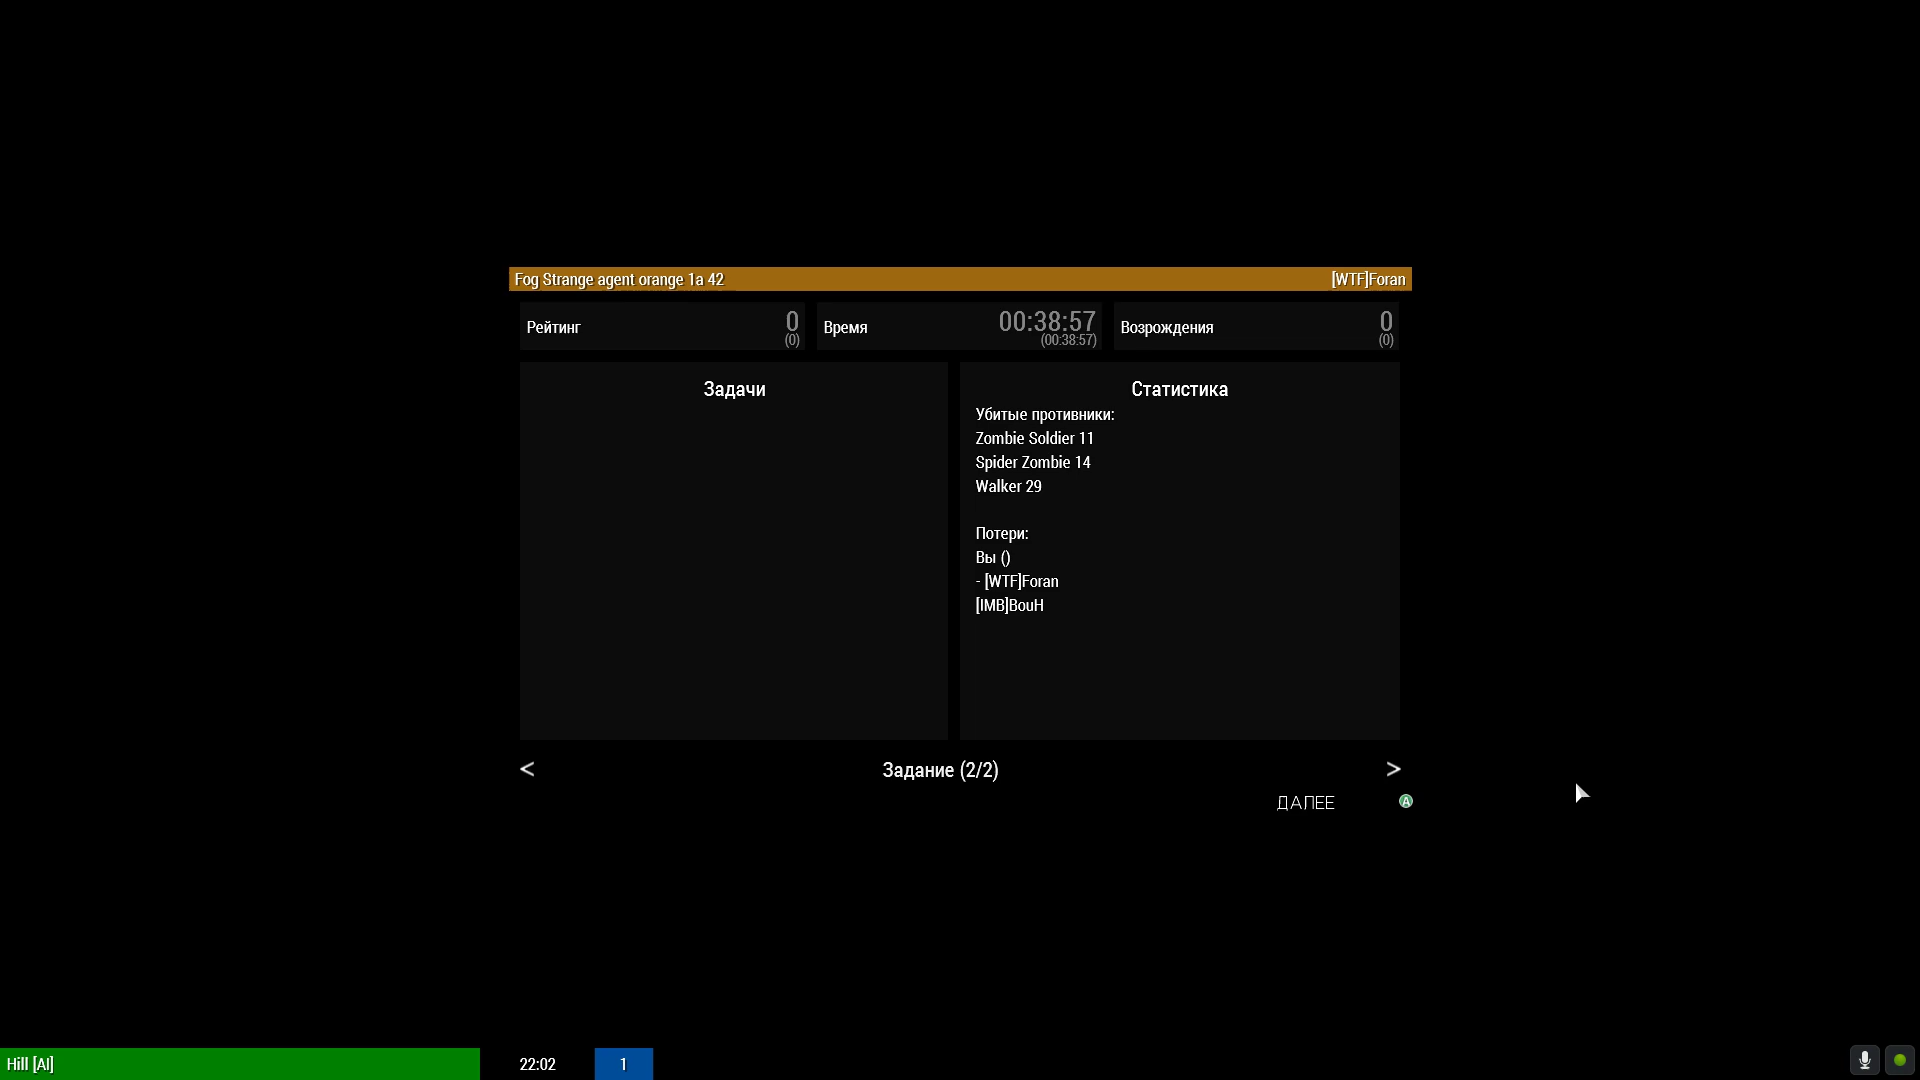 Fog Strange agent orange 1a 42 [WTF]Foran
Рейтинг 0 (0)
Время 00:38:57 (00:38:57)
Возрождения 0 (0)
Задачи
Статистика
Убитые противники:
Zombie Soldier 11
Spider Zombie 14
Walker 29
Потери:
Вы ()
- [WTF]Foran
[IMB]BouH
< Задание (2/2) >
ДАЛЕЕ A
Hill [AI] 22:02 1